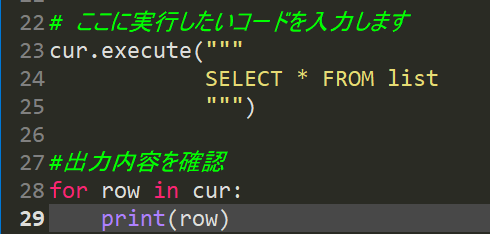 22 # ここに実行したいコードを入力します
23 cur.execute("""
24             SELECT * FROM list
25             """)
26
27 #出力内容を確認
28 for row in cur:
29     print(row)